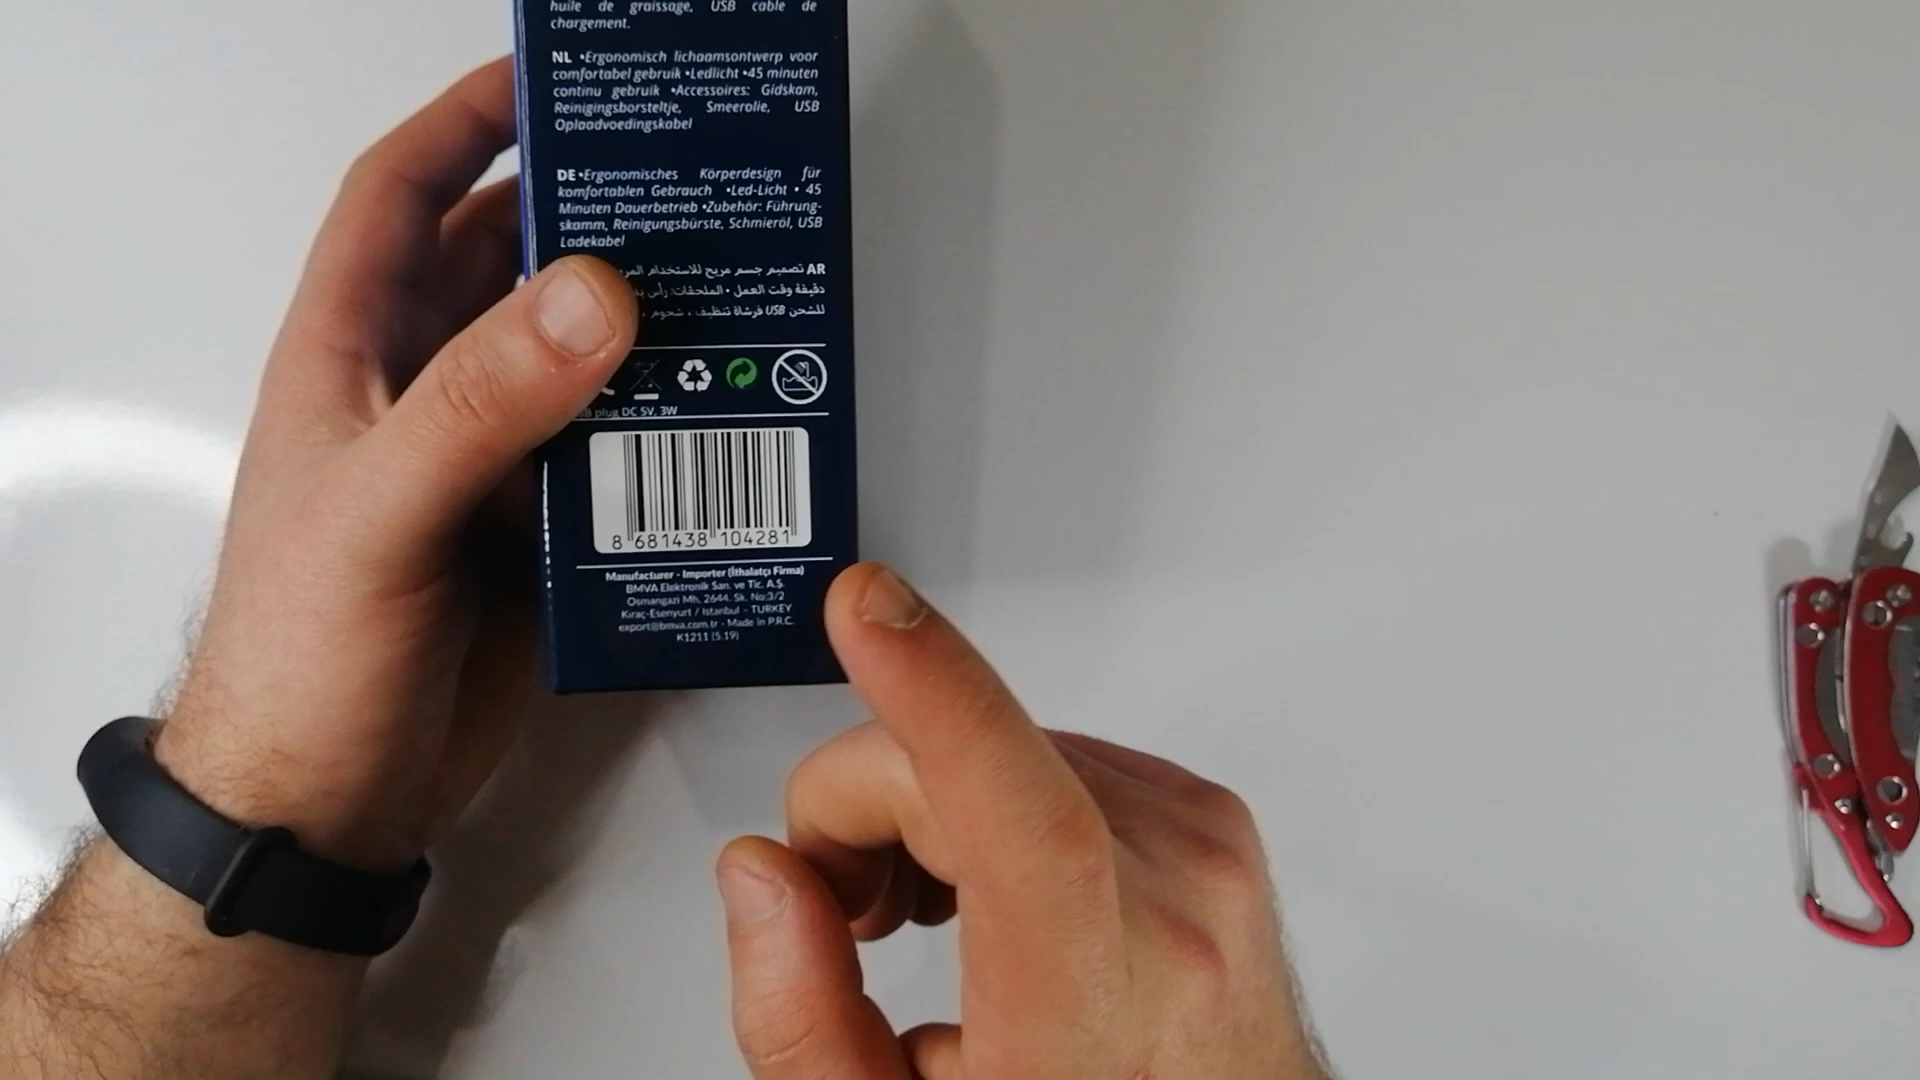 huile de graissage, USB cable de
chargement.
NL •Ergonomisch lichaamsontwerp voor
comfortabel gebruik •Ledlicht •45 minuten
continu gebruik •Accessoires: Gidskam,
Reinigingsborsteltje, Smeerolie, USB
Oplaadvoedingskabel
DE •Ergonomisches Körperdesign für
komfortablen Gebrauch •Led-Licht • 45
Minuten Dauerbetrieb •Zubehör: Führung-
skamm, Reinigungsbürste, Schmieröl, USB
Ladekabel
AR تصميم جسم مريح للاستخدام
دقيقة وقت العمل • الملحقات: رأس
للشحن USB فرشاة تنظيف ، شحوم ،
plug DC 5V, 3W
8 681438 104281
Manufacturer - Importer (İthalatçı Firma)
BMVA Elektronik San. ve Tic. A.Ş.
Osmangazi Mh. 2644. Sk. No:3/2
Kıraç-Esenyurt / Istanbul - TURKEY
export@bmva.com.tr - Made in P.R.C.
K1211 (5.19)